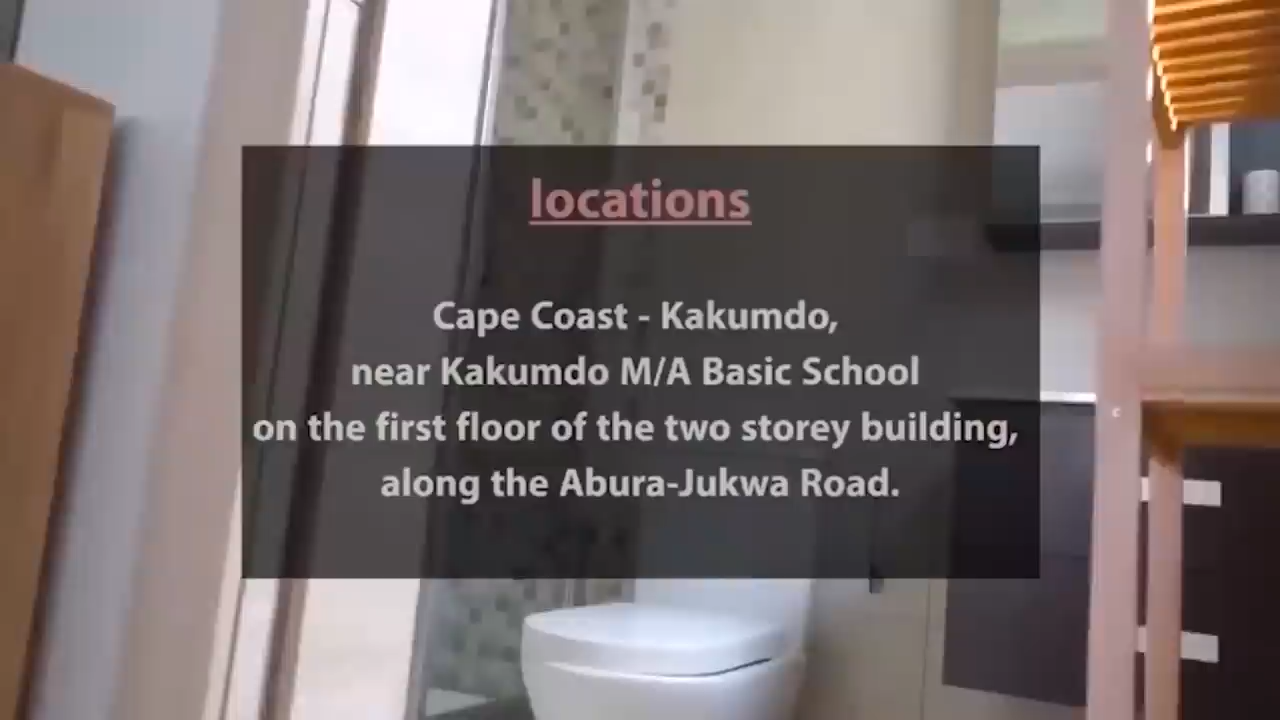 locations
Cape Coast - Kakumdo,
near Kakumdo M/A Basic School
on the first floor of the two storey building,
along the Abura-Jukwa Road.